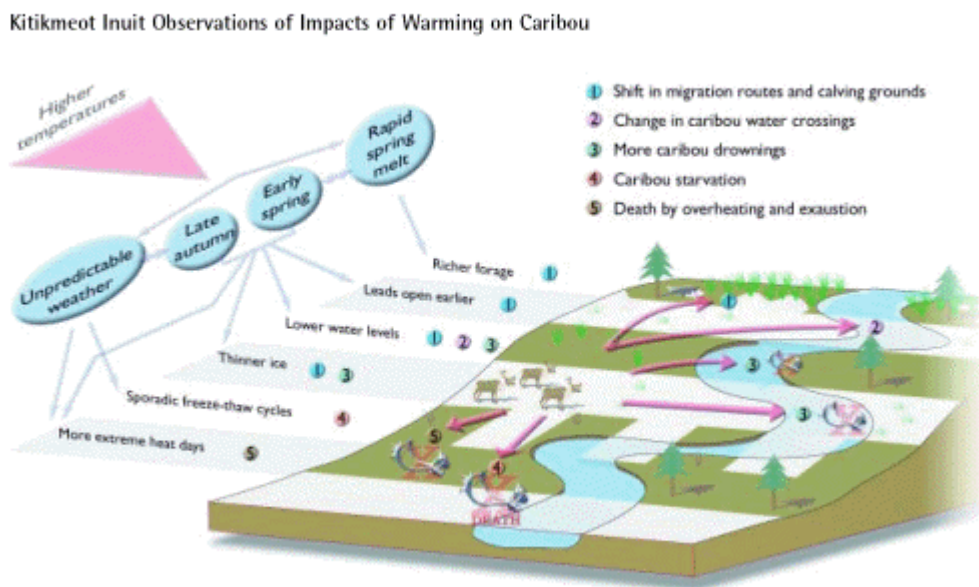 Kitikmeot Inuit Observations of Impacts of Warming on Caribou
Higher
temperatures
Rapid
spring
melt
Early
spring
Late
autumn
Unpredictable
weather
1 Shift in migration routes and calving grounds
2 Change in caribou water crossings
3 More caribou drownings
4 Caribou starvation
5 Death by overheating and exaustion
Richer forage 1
Leads open earlier 1
Lower water levels 1 2 3
Thinner ice 1 3
Sporadic freeze-thaw cycles 4
More extreme heat days 5
1
2
3
3
5
4
DEATH